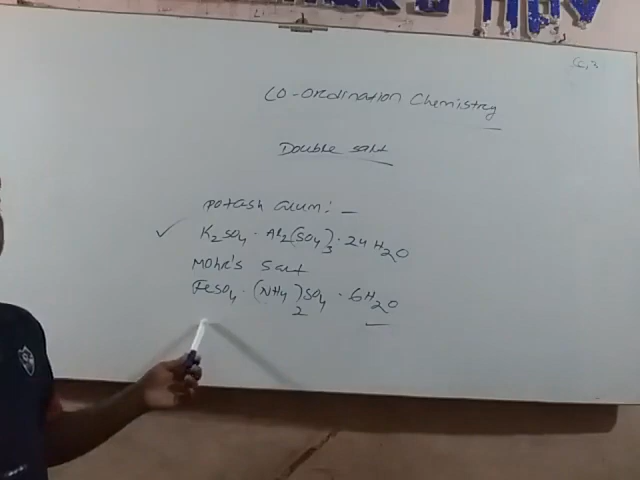 CO-ordination Chemistry
Double salt
potash alum: -
K2SO4 · Al2(SO4)3 · 24 H2O
MOhr's Salt
FeSO4 · (NH4)2SO4 · 6H2O